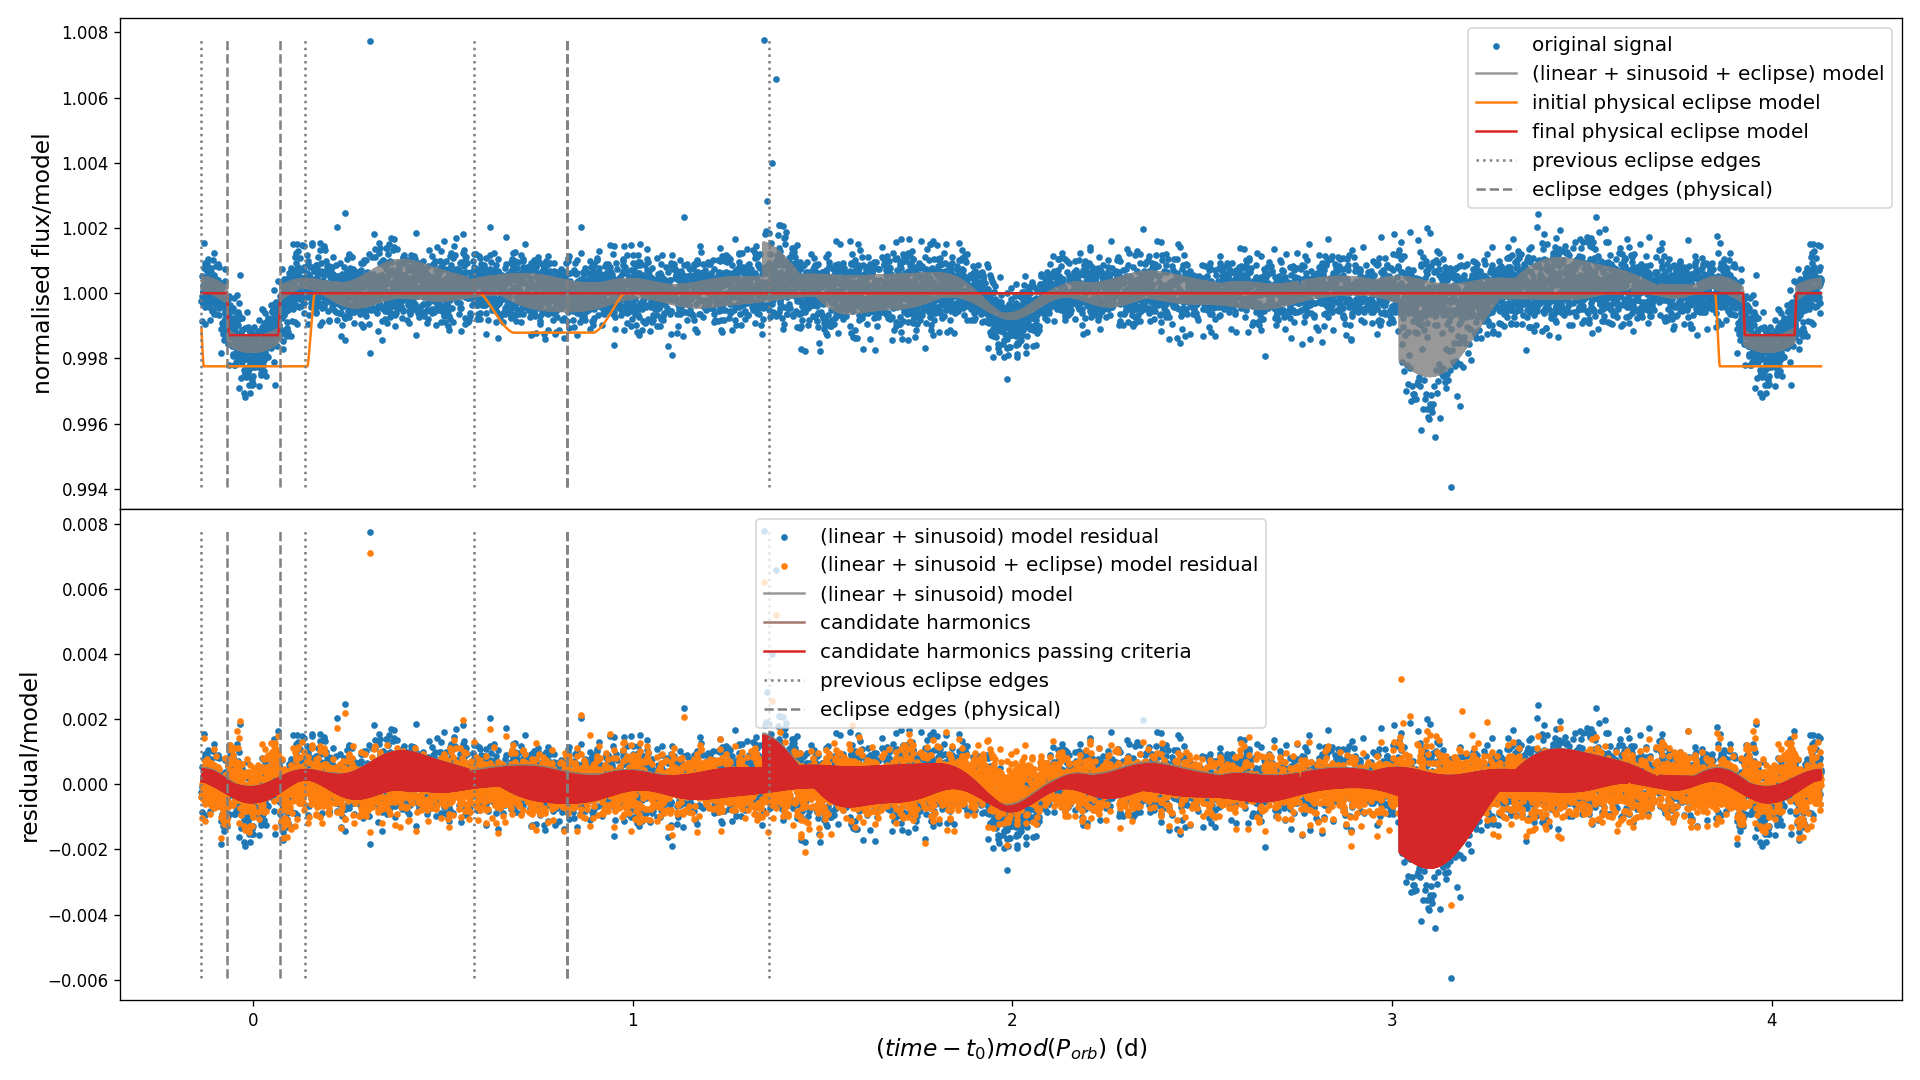 1.008
1.006
1.004
1.002
1.000
0.998
0.996
0.994
normalised flux/model
original signal
(linear + sinusoid + eclipse) model
initial physical eclipse model
final physical eclipse model
previous eclipse edges
eclipse edges (physical)
0.008
0.006
0.004
0.002
0.000
−0.002
−0.004
−0.006
residual/model
(linear + sinusoid) model residual
(linear + sinusoid + eclipse) model residual
(linear + sinusoid) model
candidate harmonics
candidate harmonics passing criteria
previous eclipse edges
eclipse edges (physical)
0 1 2 3 4
(time − t₀)mod(Pₒᵣb) (d)